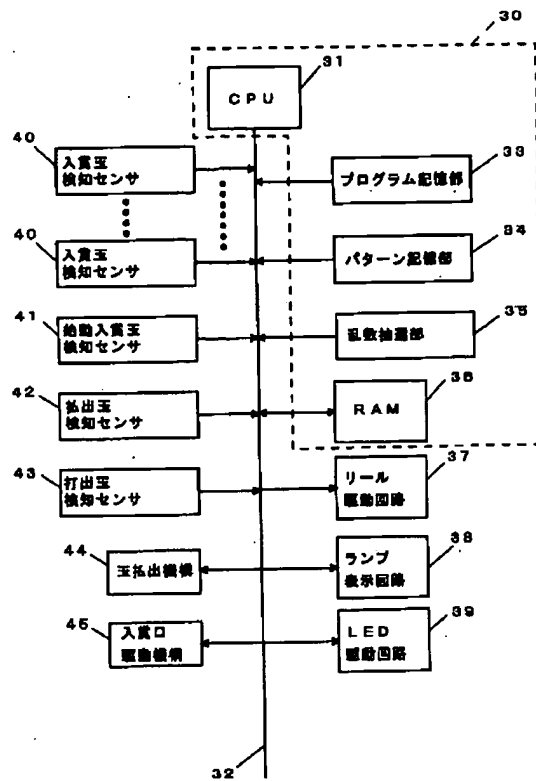 30
31
CPU
40
入賞玉
検知センサ
33
プログラム記憶部
40
入賞玉
検知センサ
34
パターン記憶部
41
始動入賞玉
検知センサ
35
乱数抽選部
42
払出玉
検知センサ
36
RAM
43
打出玉
検知センサ
37
リール
駆動回路
44
玉払出機構
38
ランプ
表示回路
45
入賞口
駆動機構
39
LED
駆動回路
32